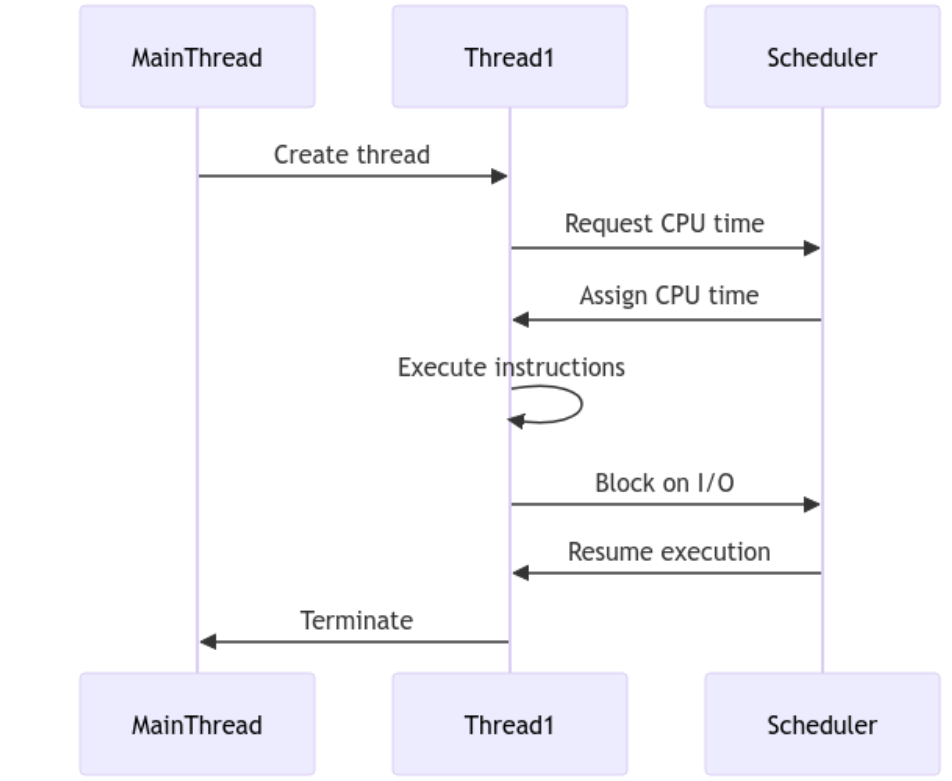 MainThread
Thread1
Scheduler
Create thread
Request CPU time
Assign CPU time
Execute instructions
Block on I/O
Resume execution
Terminate
MainThread
Thread1
Scheduler